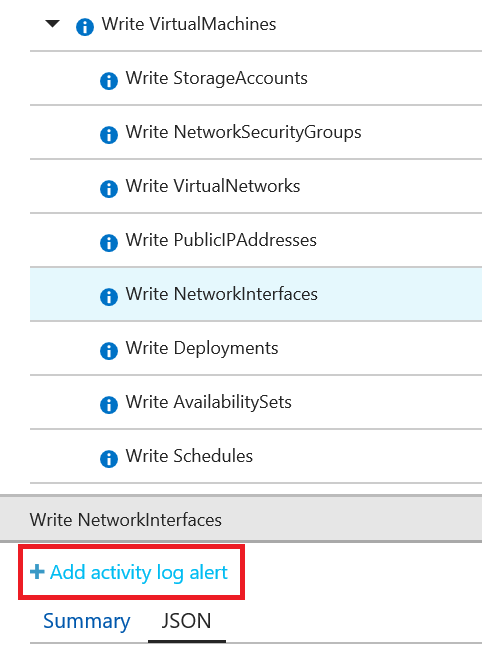 Write VirtualMachines
Write StorageAccounts
Write NetworkSecurityGroups
Write VirtualNetworks
Write PublicIPAddresses
Write NetworkInterfaces
Write Deployments
Write AvailabilitySets
Write Schedules
Write NetworkInterfaces
+ Add activity log alert
Summary JSON